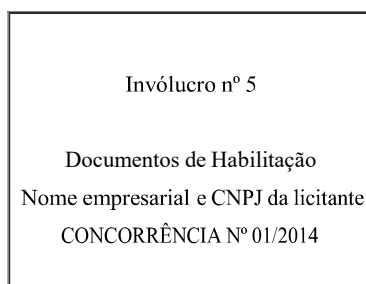 Invólucro nº 5
Documentos de Habilitação
Nome empresarial e CNPJ da licitante
CONCORRÊNCIA Nº 01/2014